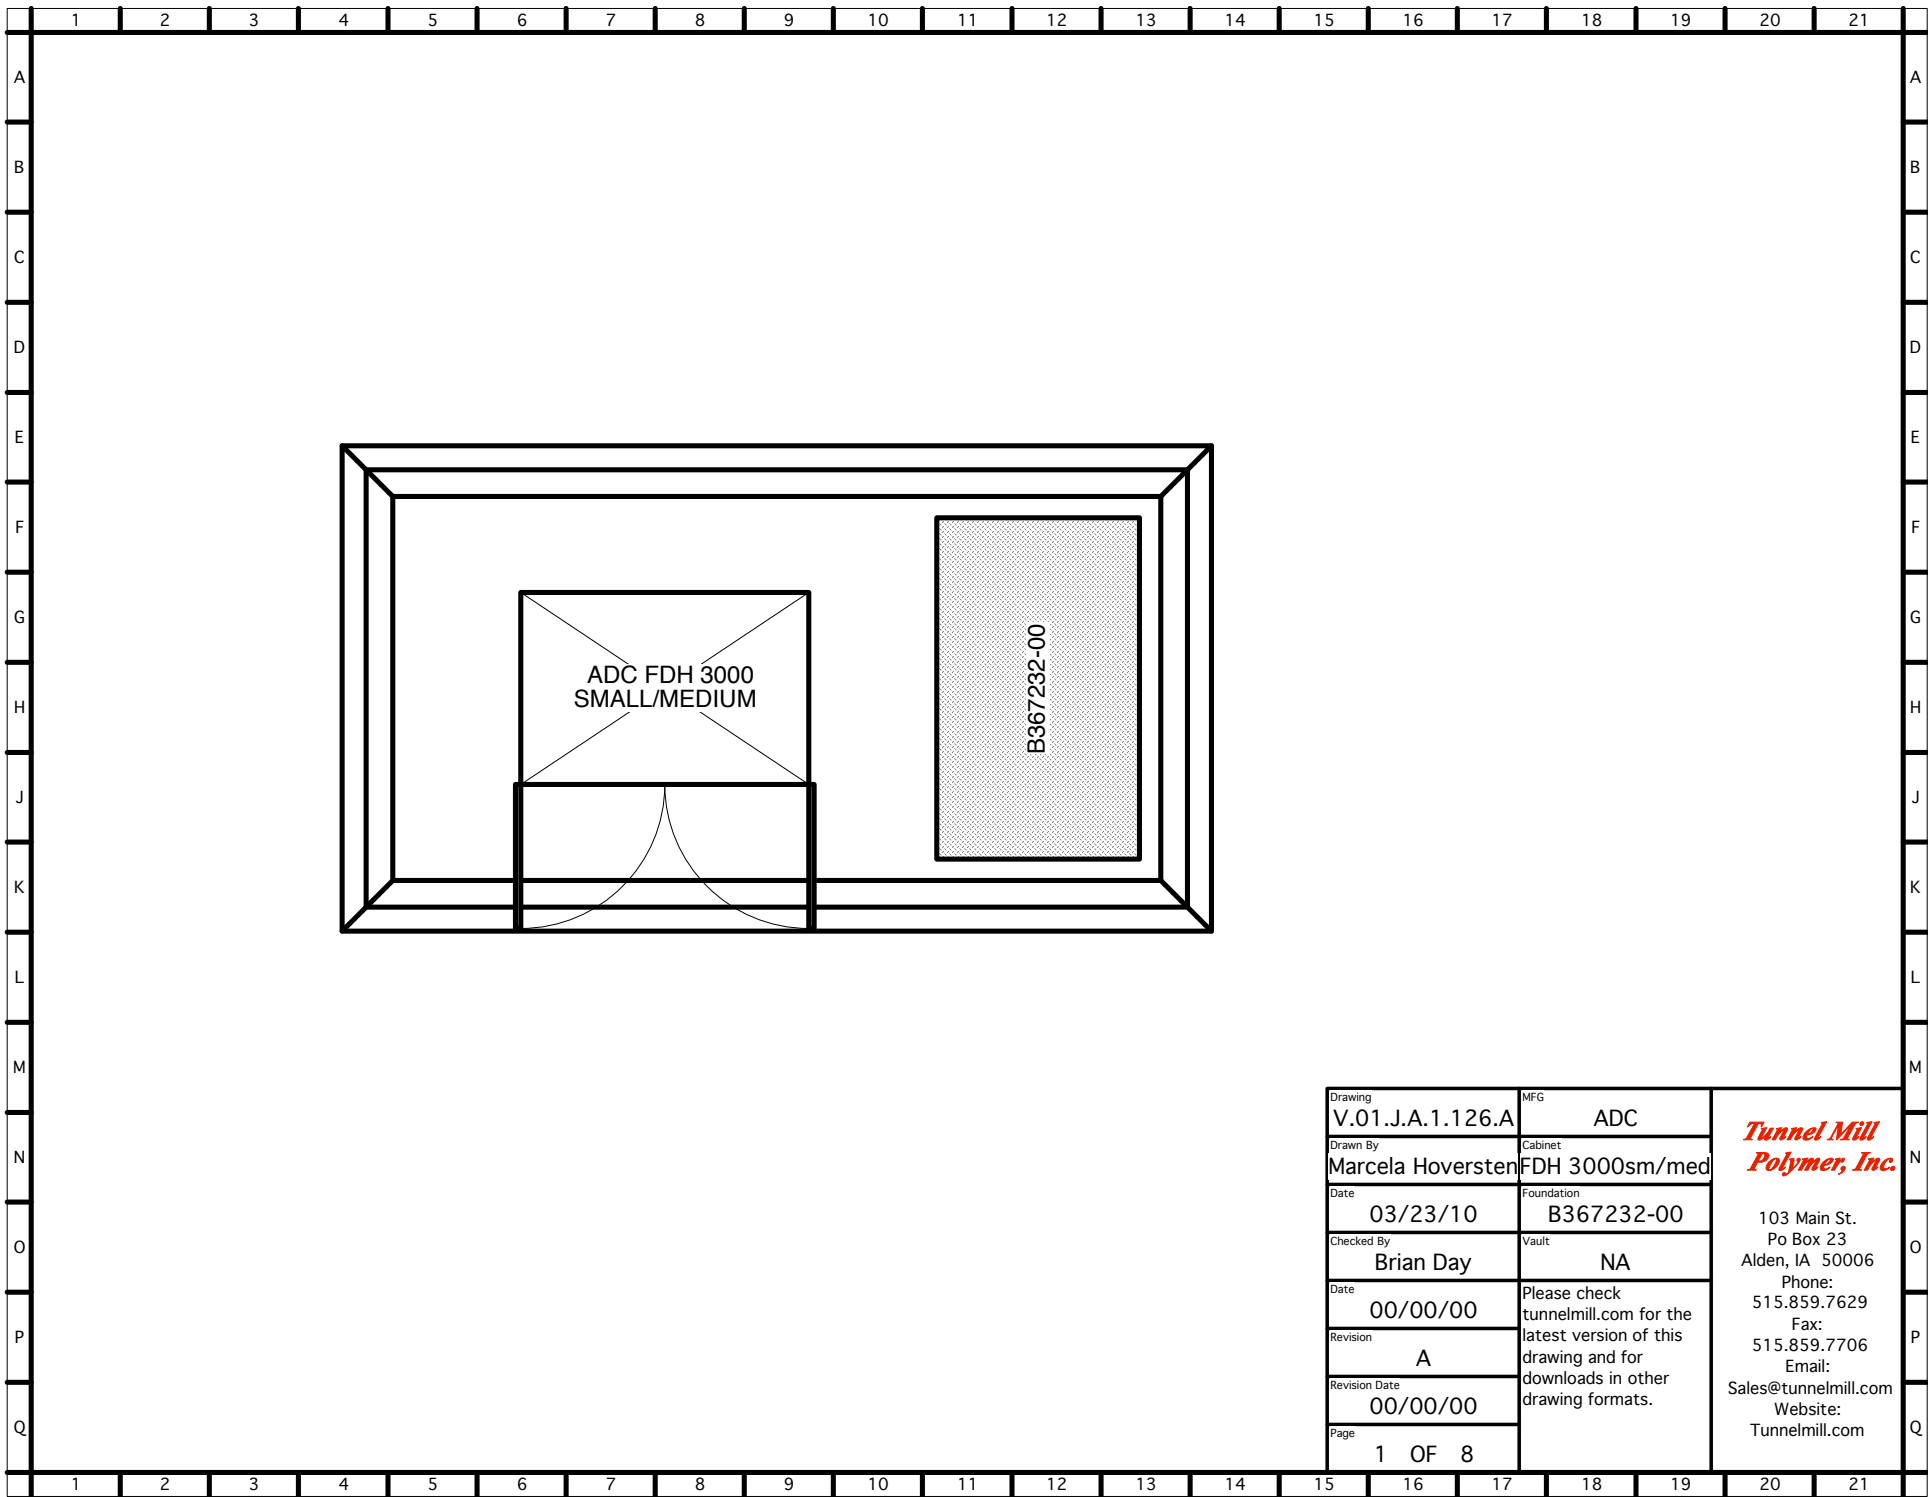 1 2 3 4 5 6 7 8 9 10 11 12 13 14 15 16 17 18 19 20 21
A A
B B
C C
D D
E E
F F
G G
H H
J J
K K
L L
M M
N N
O O
P P
Q Q
ADC FDH 3000
SMALL/MEDIUM
B367232-00
Drawing
V.01.J.A.1.126.A
MFG
ADC
Drawn By
Marcela Hoversten
Cabinet
FDH 3000sm/med
Date
03/23/10
Foundation
B367232-00
Checked By
Brian Day
Vault
NA
Date
00/00/00
Revision
A
Revision Date
00/00/00
Page
1 OF 8
Please check
tunnelmill.com for the
latest version of this
drawing and for
downloads in other
drawing formats.
Tunnel Mill
Polymer, Inc.
103 Main St.
Po Box 23
Alden, IA 50006
Phone:
515.859.7629
Fax:
515.859.7706
Email:
Sales@tunnelmill.com
Website:
Tunnelmill.com
1 2 3 4 5 6 7 8 9 10 11 12 13 14 15 16 17 18 19 20 21